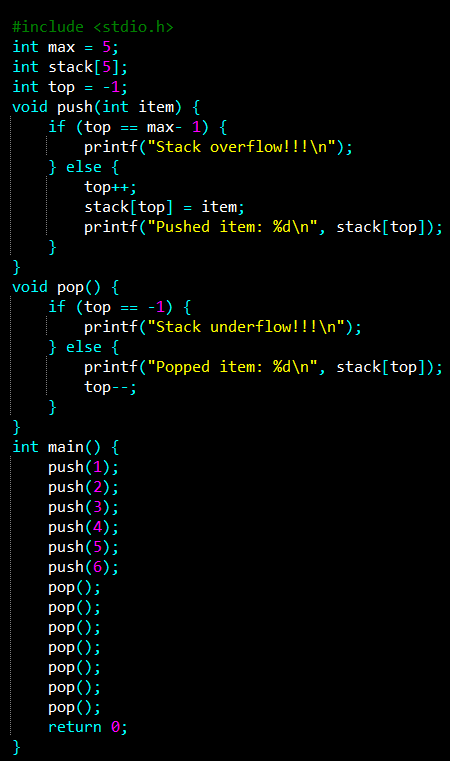 #include <stdio.h>
int max = 5;
int stack[5];
int top = -1;
void push(int item) {
    if (top == max- 1) {
        printf("Stack overflow!!!\n");
    } else {
        top++;
        stack[top] = item;
        printf("Pushed item: %d\n", stack[top]);
    }
}
void pop() {
    if (top == -1) {
        printf("Stack underflow!!!\n");
    } else {
        printf("Popped item: %d\n", stack[top]);
        top--;
    }
}
int main() {
    push(1);
    push(2);
    push(3);
    push(4);
    push(5);
    push(6);
    pop();
    pop();
    pop();
    pop();
    pop();
    pop();
    pop();
    return 0;
}